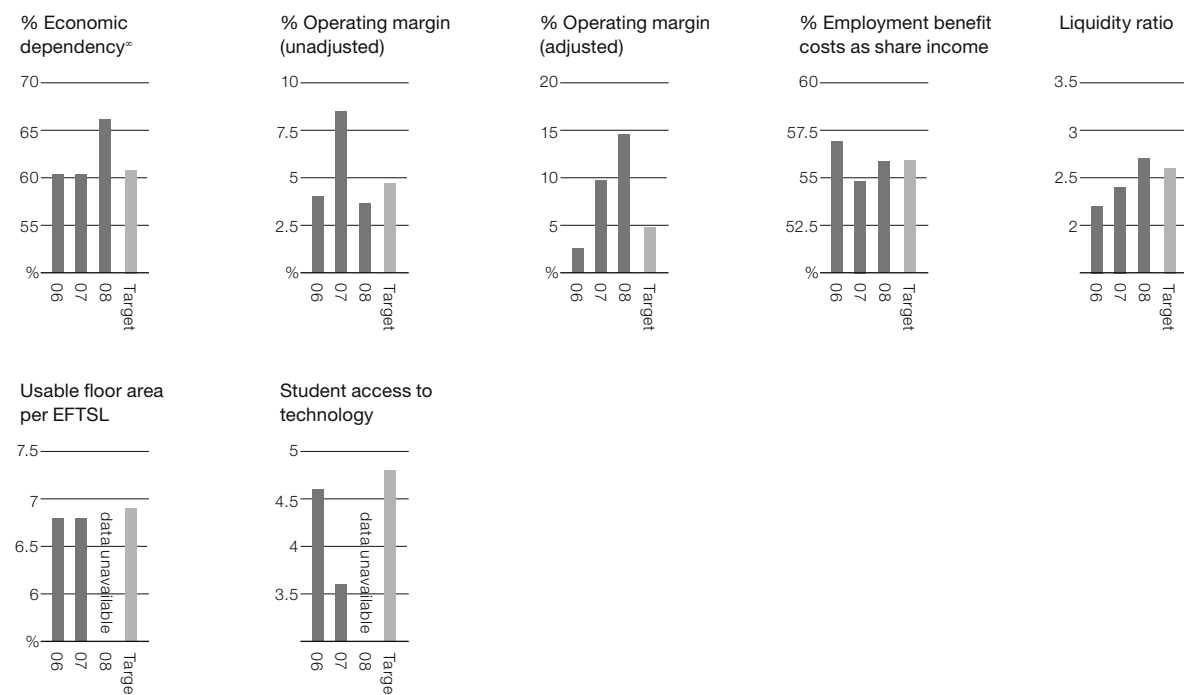 % Economic
dependency∞
70
65
60
55
%
06
07
08
Target
% Operating margin
(unadjusted)
10
7.5
5
2.5
%
06
07
08
Target
% Operating margin
(adjusted)
20
15
10
5
%
06
07
08
Target
% Employment benefit
costs as share income
60
57.5
55
52.5
%
06
07
08
Target
Liquidity ratio
3.5
3
2.5
2
06
07
08
Target
Usable floor area
per EFTSL
7.5
7
6.5
6
%
data unavailable
06
07
08
Targe
Student access to
technology
5
4.5
4
3.5
data unavailable
06
07
08
Targe